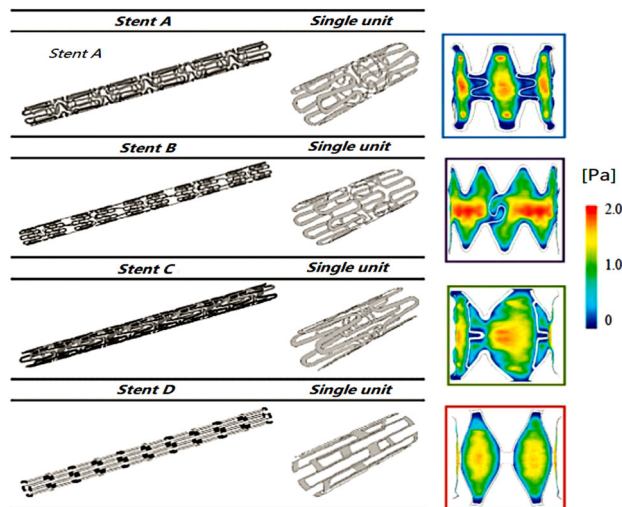 Stent A Single unit
Stent A
Stent B Single unit
[Pa]
2.0
1.0
Stent C Single unit
0
Stent D Single unit